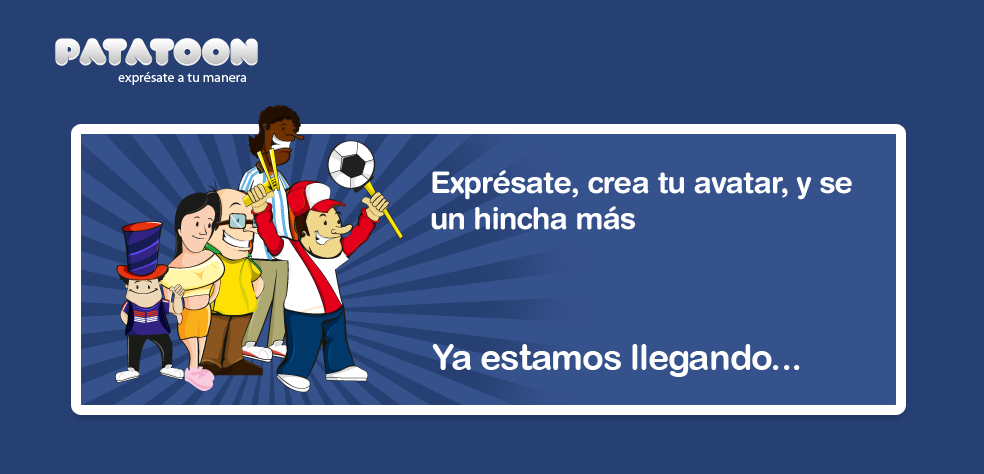 PATATOON
exprésate a tu manera
Exprésate, crea tu avatar, y se
un hincha más
Ya estamos llegando...